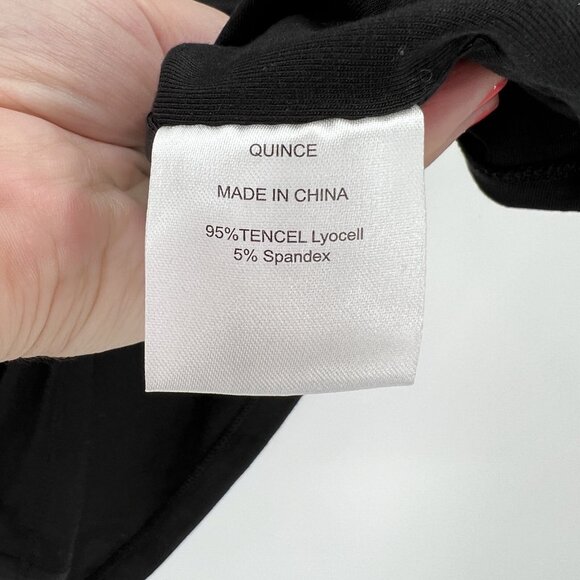 QUINCE
MADE IN CHINA
95%TENCEL Lyocell
5% Spandex